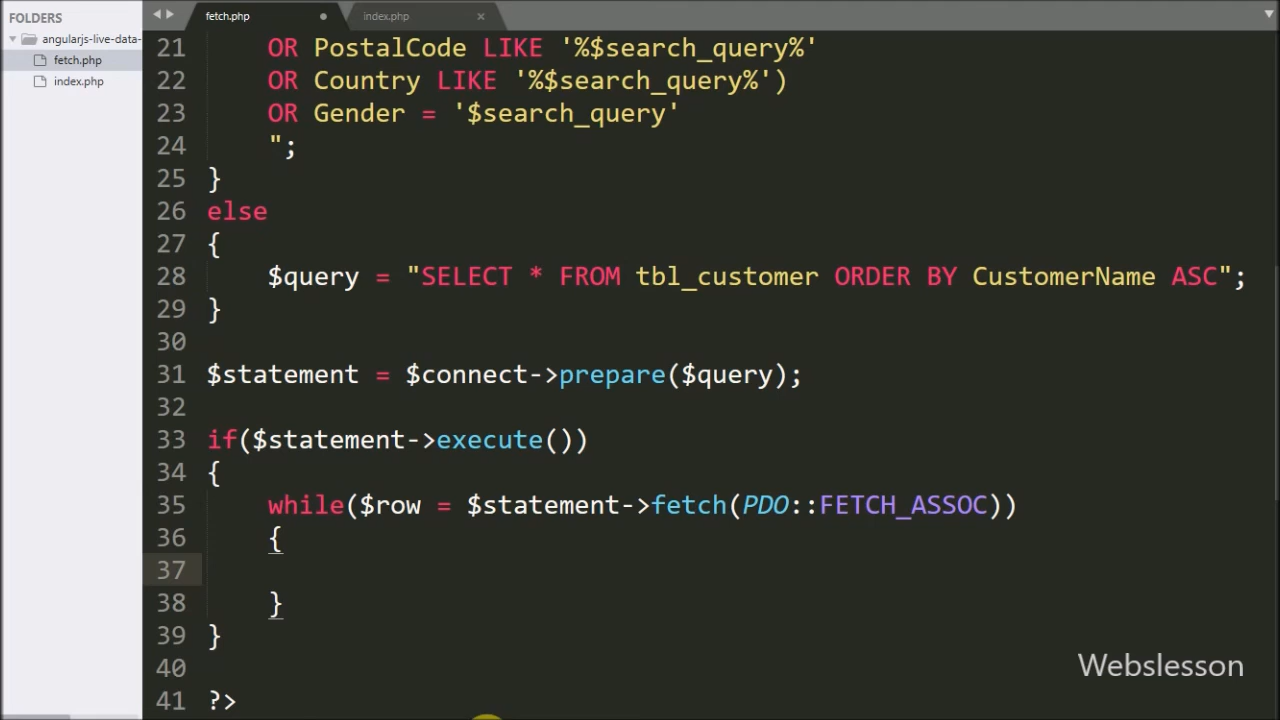 FOLDERS
angularjs-live-data-
fetch.php
index.php
fetch.php
index.php
21 OR PostalCode LIKE '%$search_query%'
22 OR Country LIKE '%$search_query%')
23 OR Gender = '$search_query'
24 ";
25 }
26 else
27 {
28 $query = "SELECT * FROM tbl_customer ORDER BY CustomerName ASC";
29 }
30
31 $statement = $connect->prepare($query);
32
33 if($statement->execute())
34 {
35 while($row = $statement->fetch(PDO::FETCH_ASSOC))
36 {
37
38 }
39 }
40
41 ?>
Webslesson